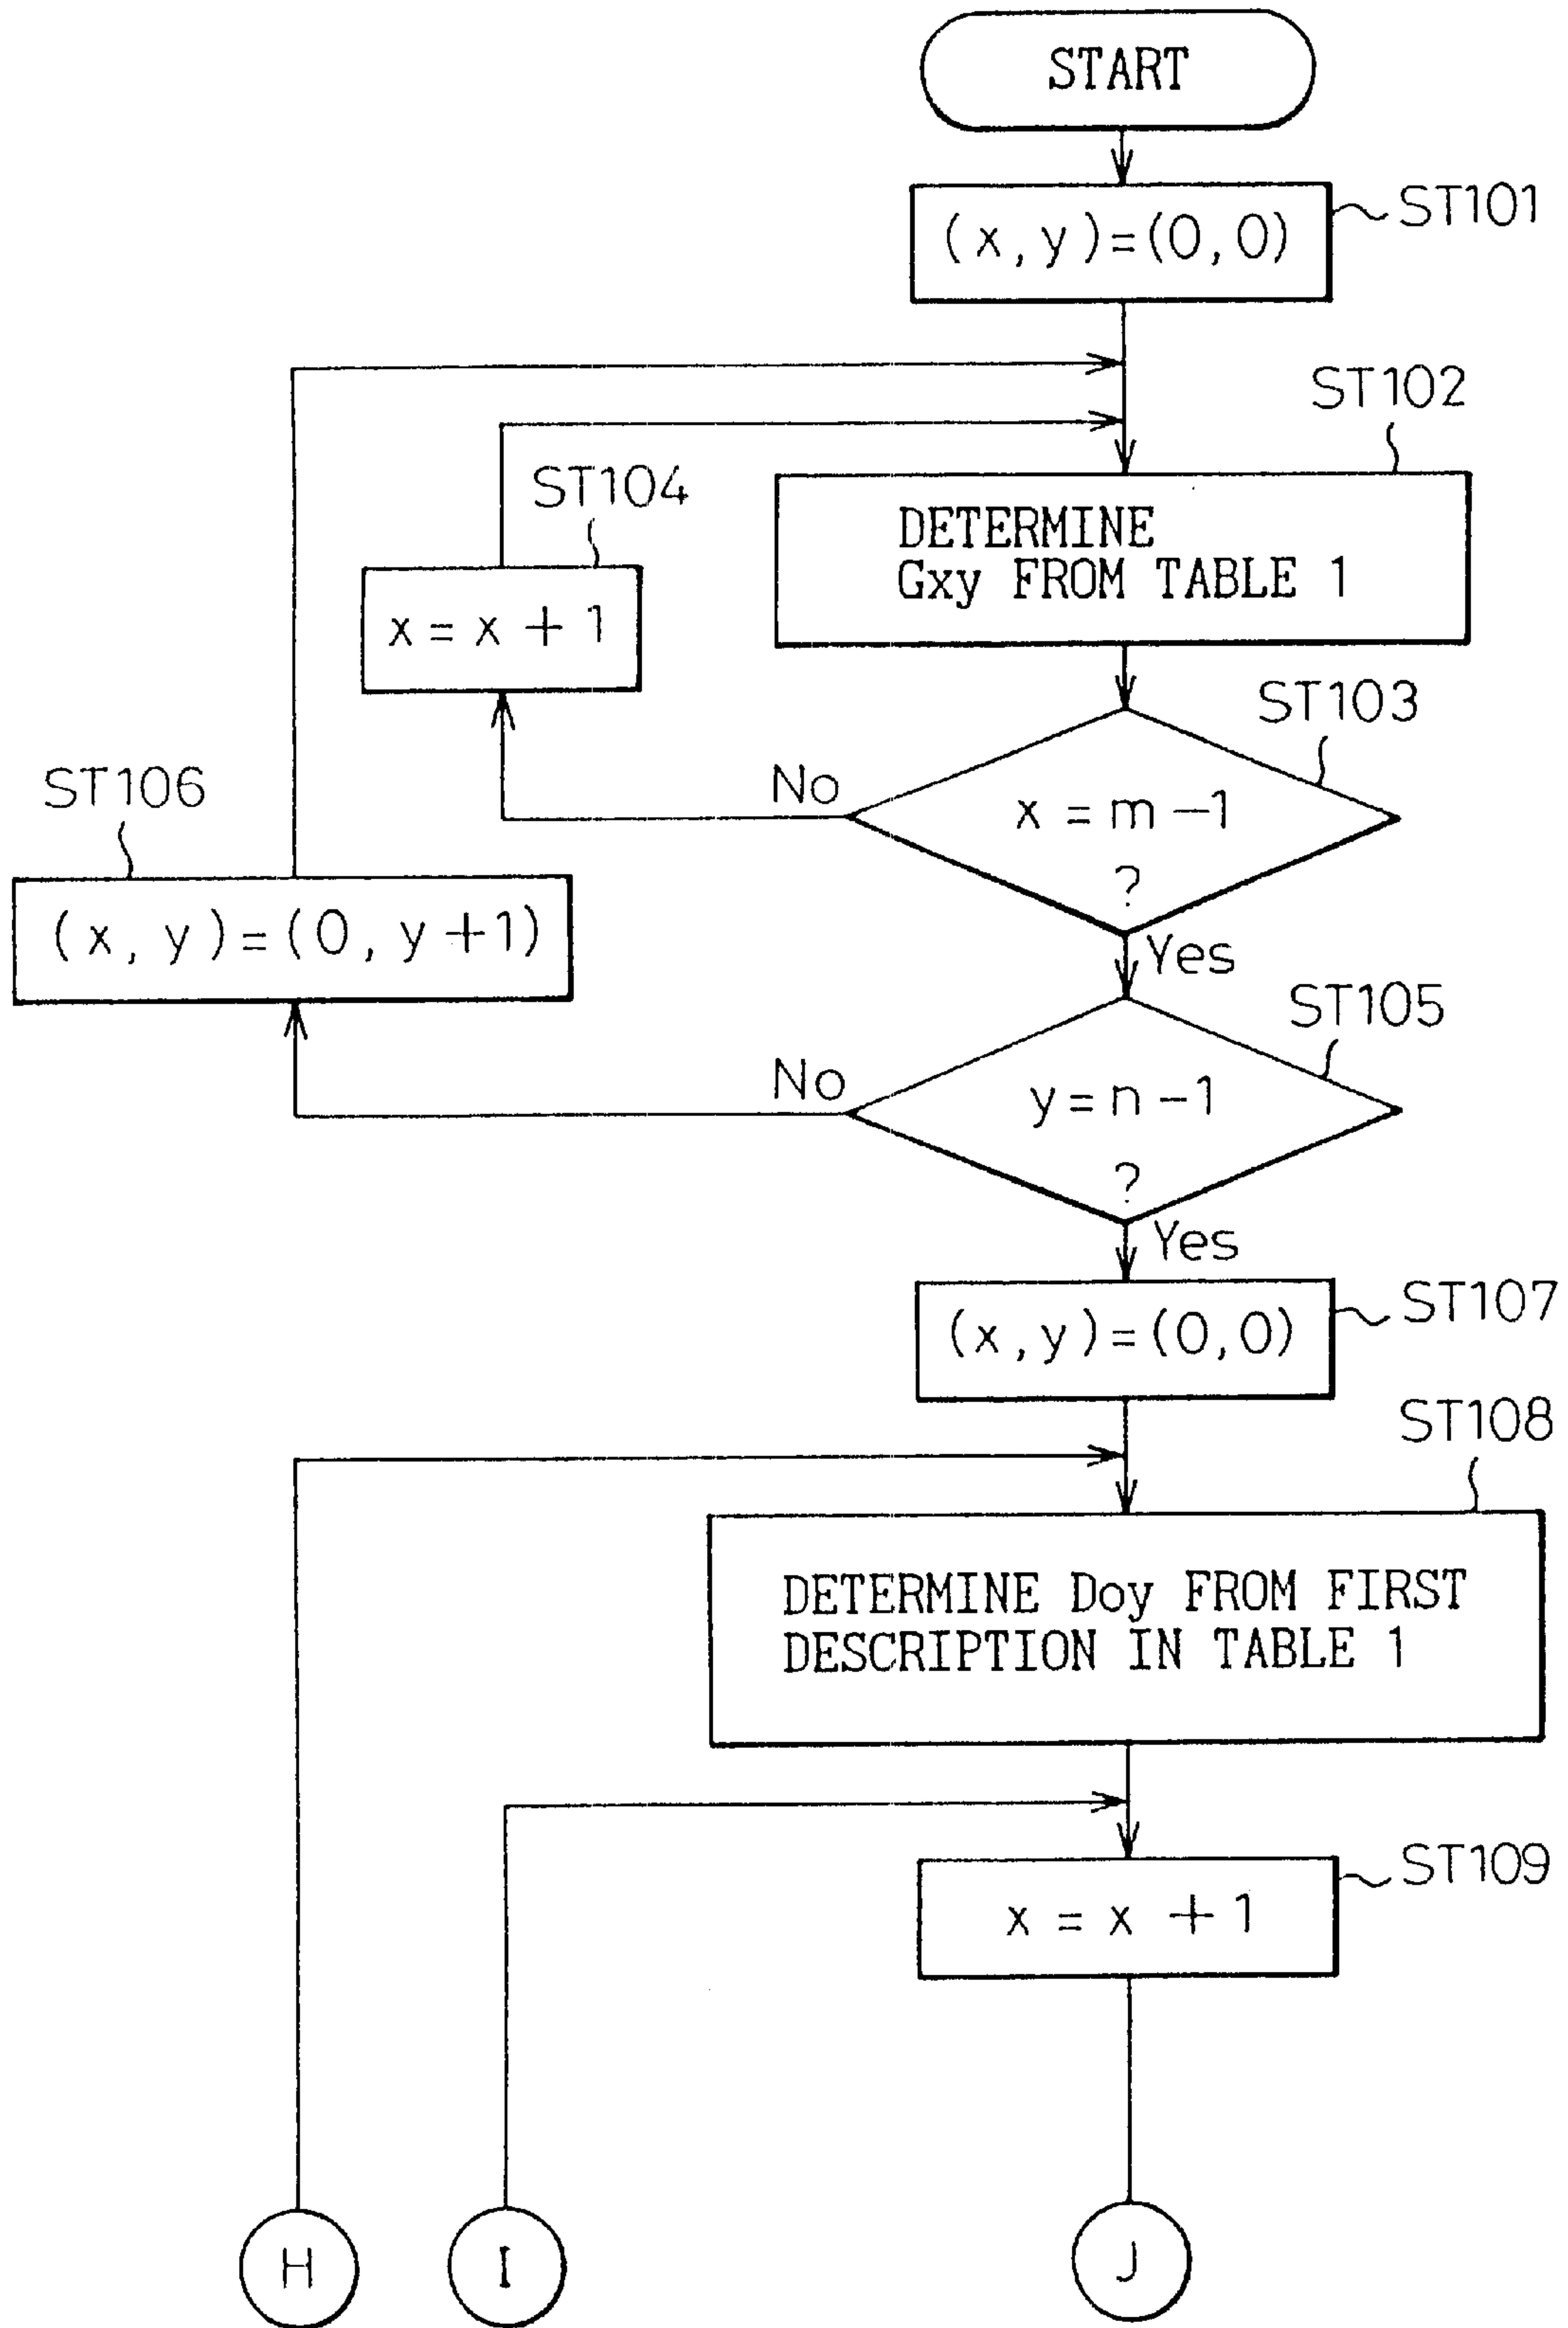 START
(x,y)=(0,0)
ST101
ST102
ST104
DETERMINE
Gxy FROM TABLE 1
x = x + 1
ST103
No
x = m-1
?
ST106
(x, y)=(0, y+1)
Yes
ST105
No
y=n-1
?
Yes
(x,y)=(0,0)
ST107
ST108
DETERMINE Doy FROM FIRST
DESCRIPTION IN TABLE 1
ST109
x = x + 1
H
I
J